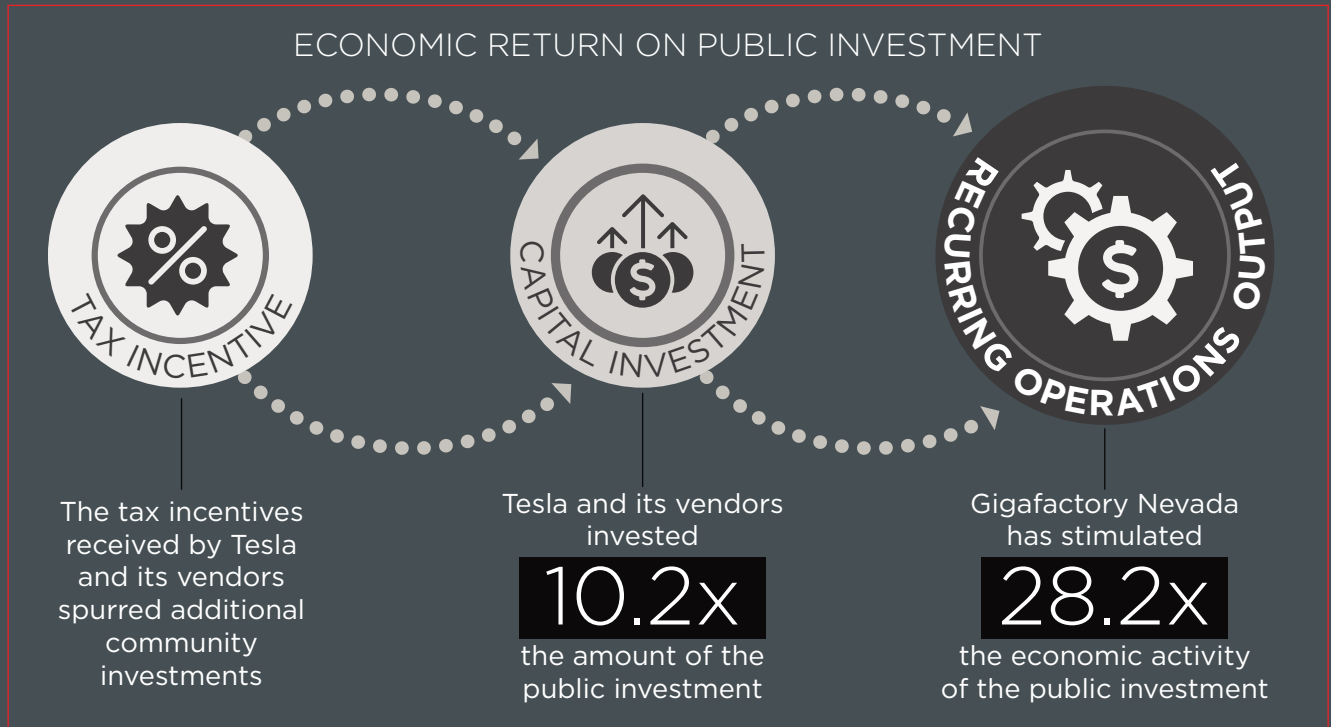 ECONOMIC RETURN ON PUBLIC INVESTMENT
TAX INCENTIVE
The tax incentives
received by Tesla
and its vendors
spurred additional
community
investments
CAPITAL INVESTMENT
$
Tesla and its vendors
invested
10.2x
the amount of the
public investment
RECURRING OPERATIONS OUTPUT
$
Gigafactory Nevada
has stimulated
28.2x
the economic activity
of the public investment